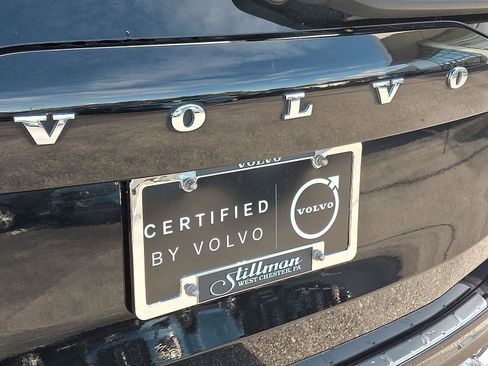 VOLVO
VOLVO
CERTIFIED
BY VOLVO
VOLVO
Stillman
WEST CHESTER, PA